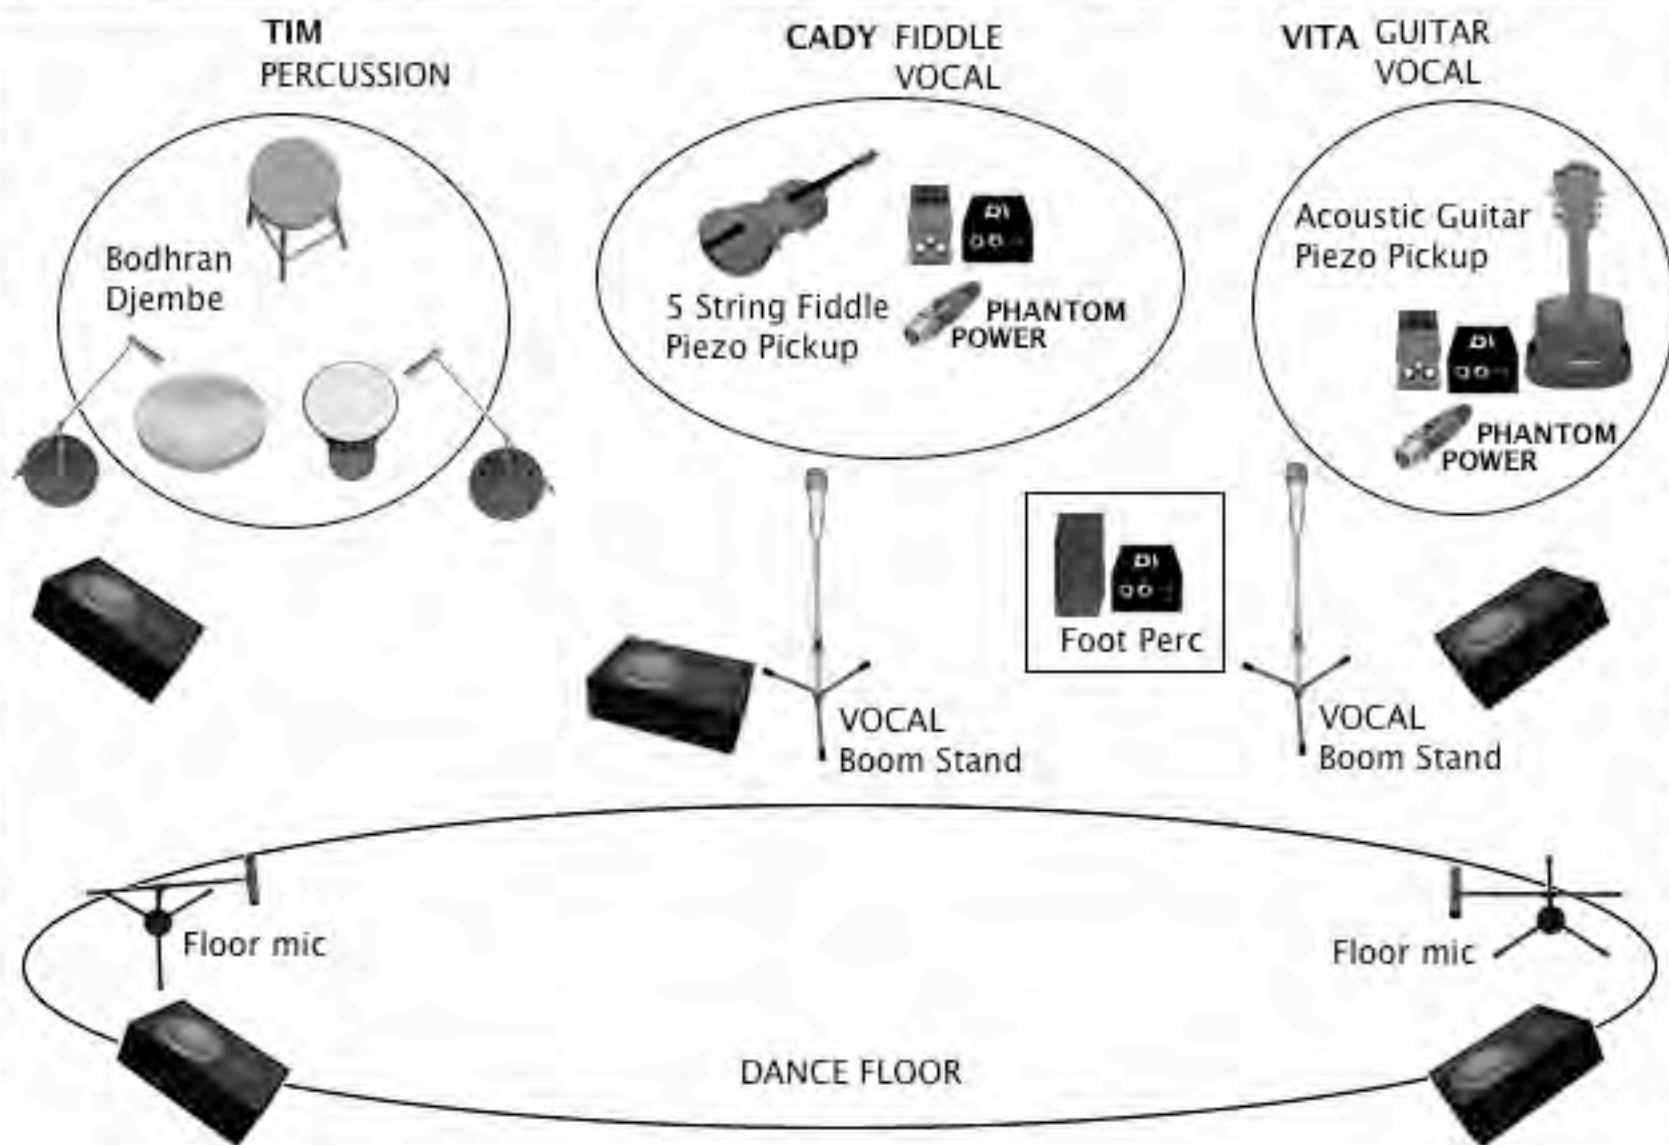 TIM
PERCUSSION
CADY FIDDLE
VOCAL
VITA GUITAR
VOCAL
Bodhran
Djembe
5 String Fiddle
Piezo Pickup
DI
PHANTOM
POWER
Acoustic Guitar
Piezo Pickup
DI
PHANTOM
POWER
DI
Foot Perc
VOCAL
Boom Stand
VOCAL
Boom Stand
Floor mic
Floor mic
DANCE FLOOR